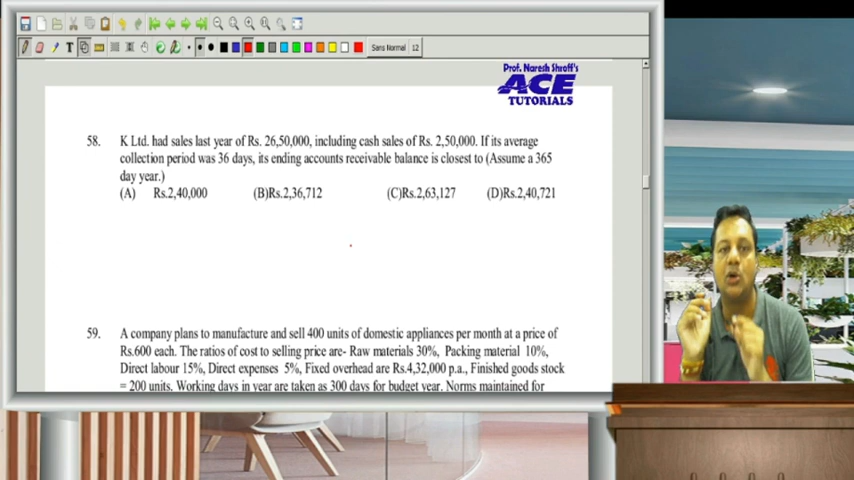 Sans Normal 12
Prof. Naresh Shroff's
ACE
TUTORIALS
58. K Ltd. had sales last year of Rs. 26,50,000, including cash sales of Rs. 2,50,000. If its average
collection period was 36 days, its ending accounts receivable balance is closest to (Assume a 365
day year.)
(A) Rs.2,40,000 (B)Rs.2,36,712 (C)Rs.2,63,127 (D)Rs.2,40,721
59. A company plans to manufacture and sell 400 units of domestic appliances per month at a price of
Rs.600 each. The ratios of cost to selling price are- Raw materials 30%, Packing material 10%,
Direct labour 15%, Direct expenses 5%, Fixed overhead are Rs.4,32,000 p.a., Finished goods stock
= 200 units. Working days in year are taken as 300 days for budget year. Norms maintained for